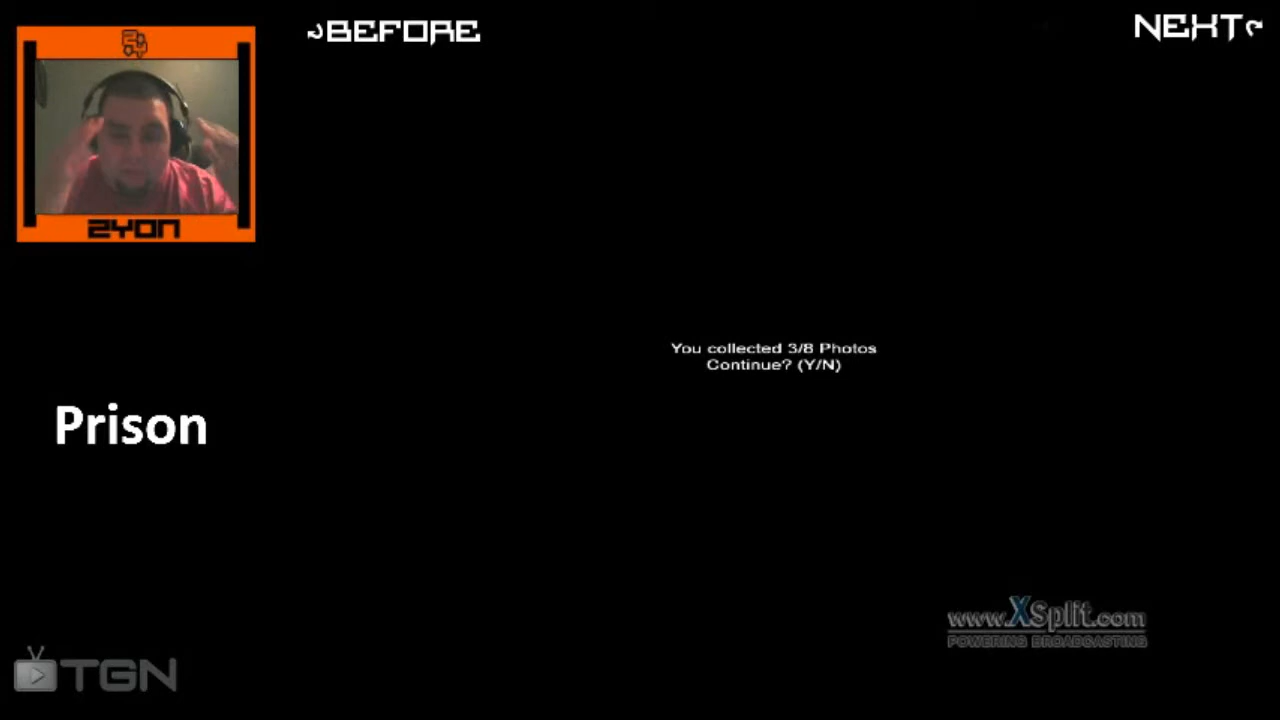 BEFORE
NEXT
ZYON
You collected 3/8 Photos
Continue? (Y/N)
Prison
www.XSplit.com
POWERING BROADCASTING
TGN